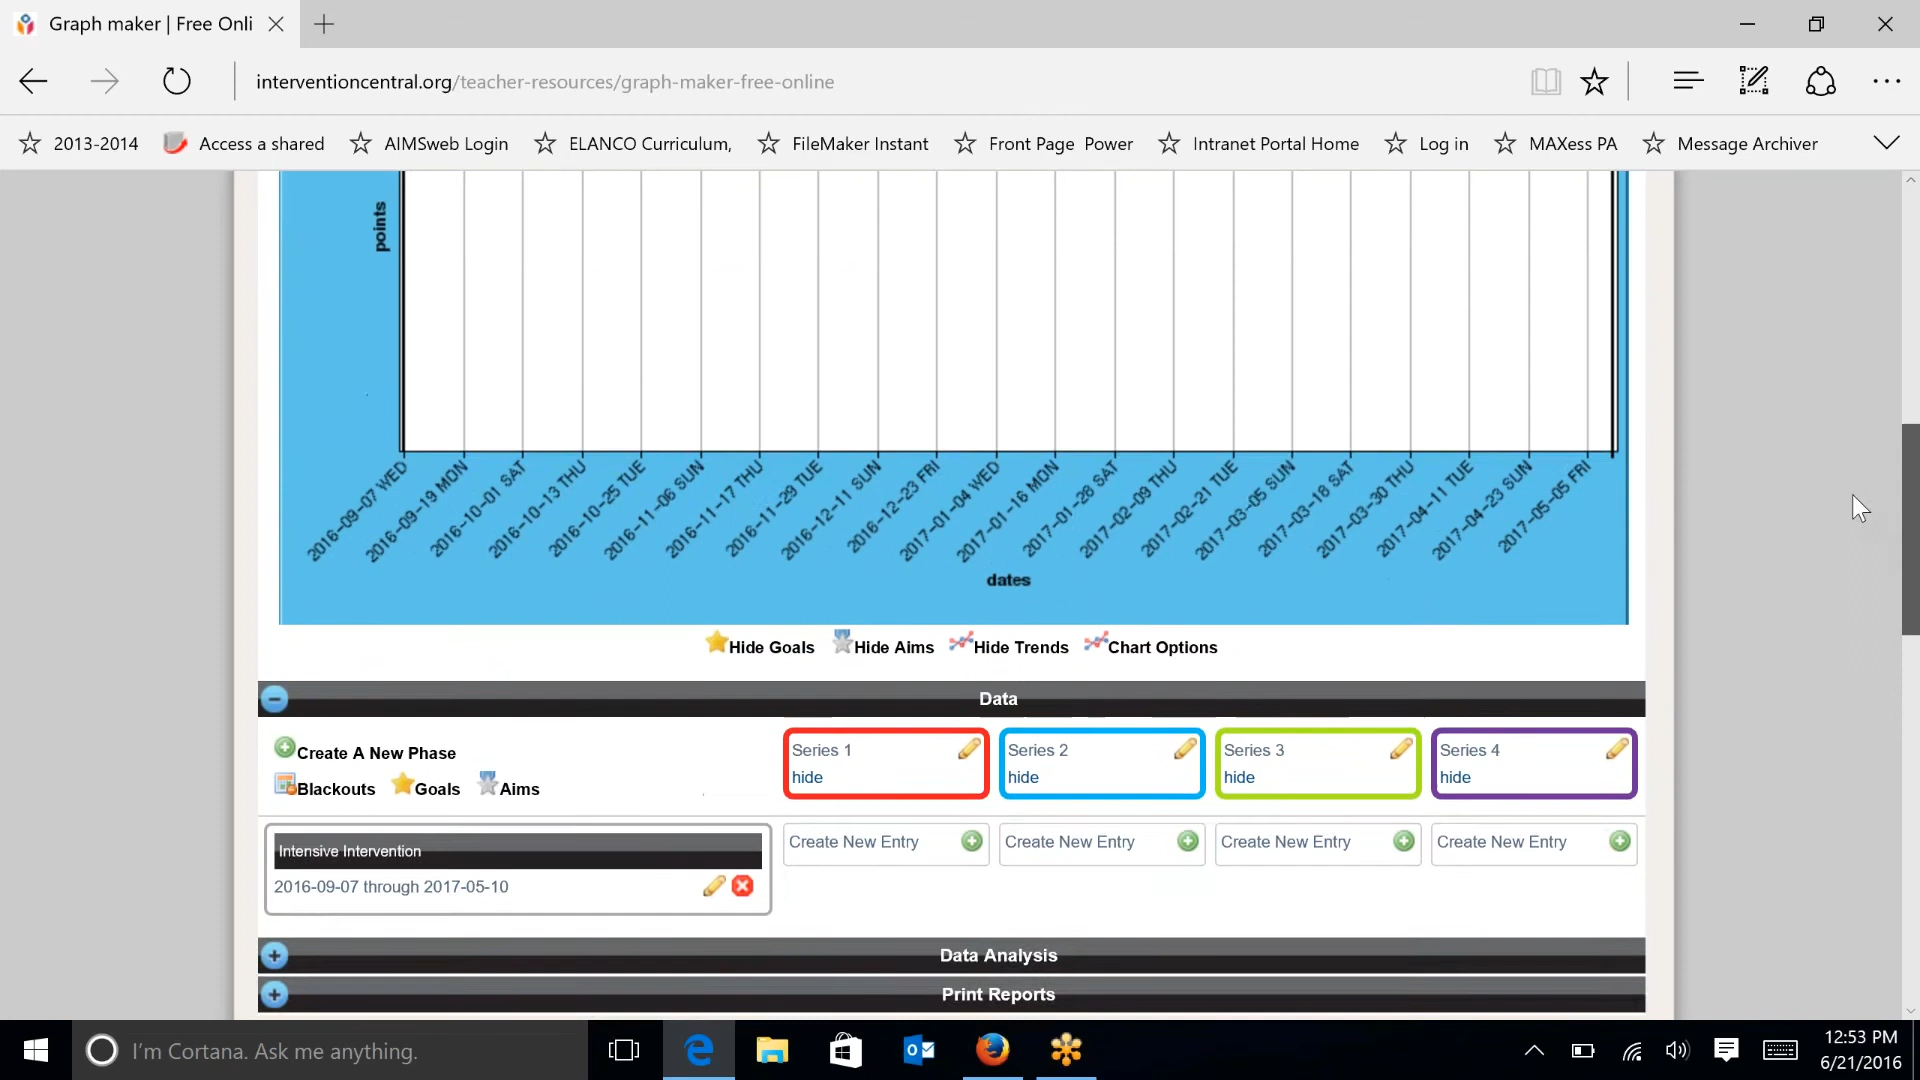 Graph maker | Free Onli
interventioncentral.org/teacher-resources/graph-maker-free-online
2013-2014 Access a shared AIMSweb Login ELANCO Curriculum, FileMaker Instant Front Page Power Intranet Portal Home Log in MAXess PA Message Archiver
points
2016-09-07 WED 2016-09-19 MON 2016-10-01 SAT 2016-10-13 THU 2016-10-25 TUE 2016-11-06 SUN 2016-11-17 THU 2016-11-29 TUE 2016-12-11 SUN 2016-12-23 FRI 2017-01-04 WED 2017-01-16 MON 2017-01-28 SAT 2017-02-09 THU 2017-02-21 TUE 2017-03-05 SUN 2017-03-18 SAT 2017-03-30 THU 2017-04-11 TUE 2017-04-23 SUN 2017-05-05 FRI
dates
Hide Goals Hide Aims Hide Trends Chart Options
Data
Create A New Phase
Blackouts Goals Aims
Series 1
hide
Series 2
hide
Series 3
hide
Series 4
hide
Intensive Intervention
2016-09-07 through 2017-05-10
Create New Entry Create New Entry Create New Entry Create New Entry
Data Analysis
Print Reports
I'm Cortana. Ask me anything.
12:53 PM
6/21/2016